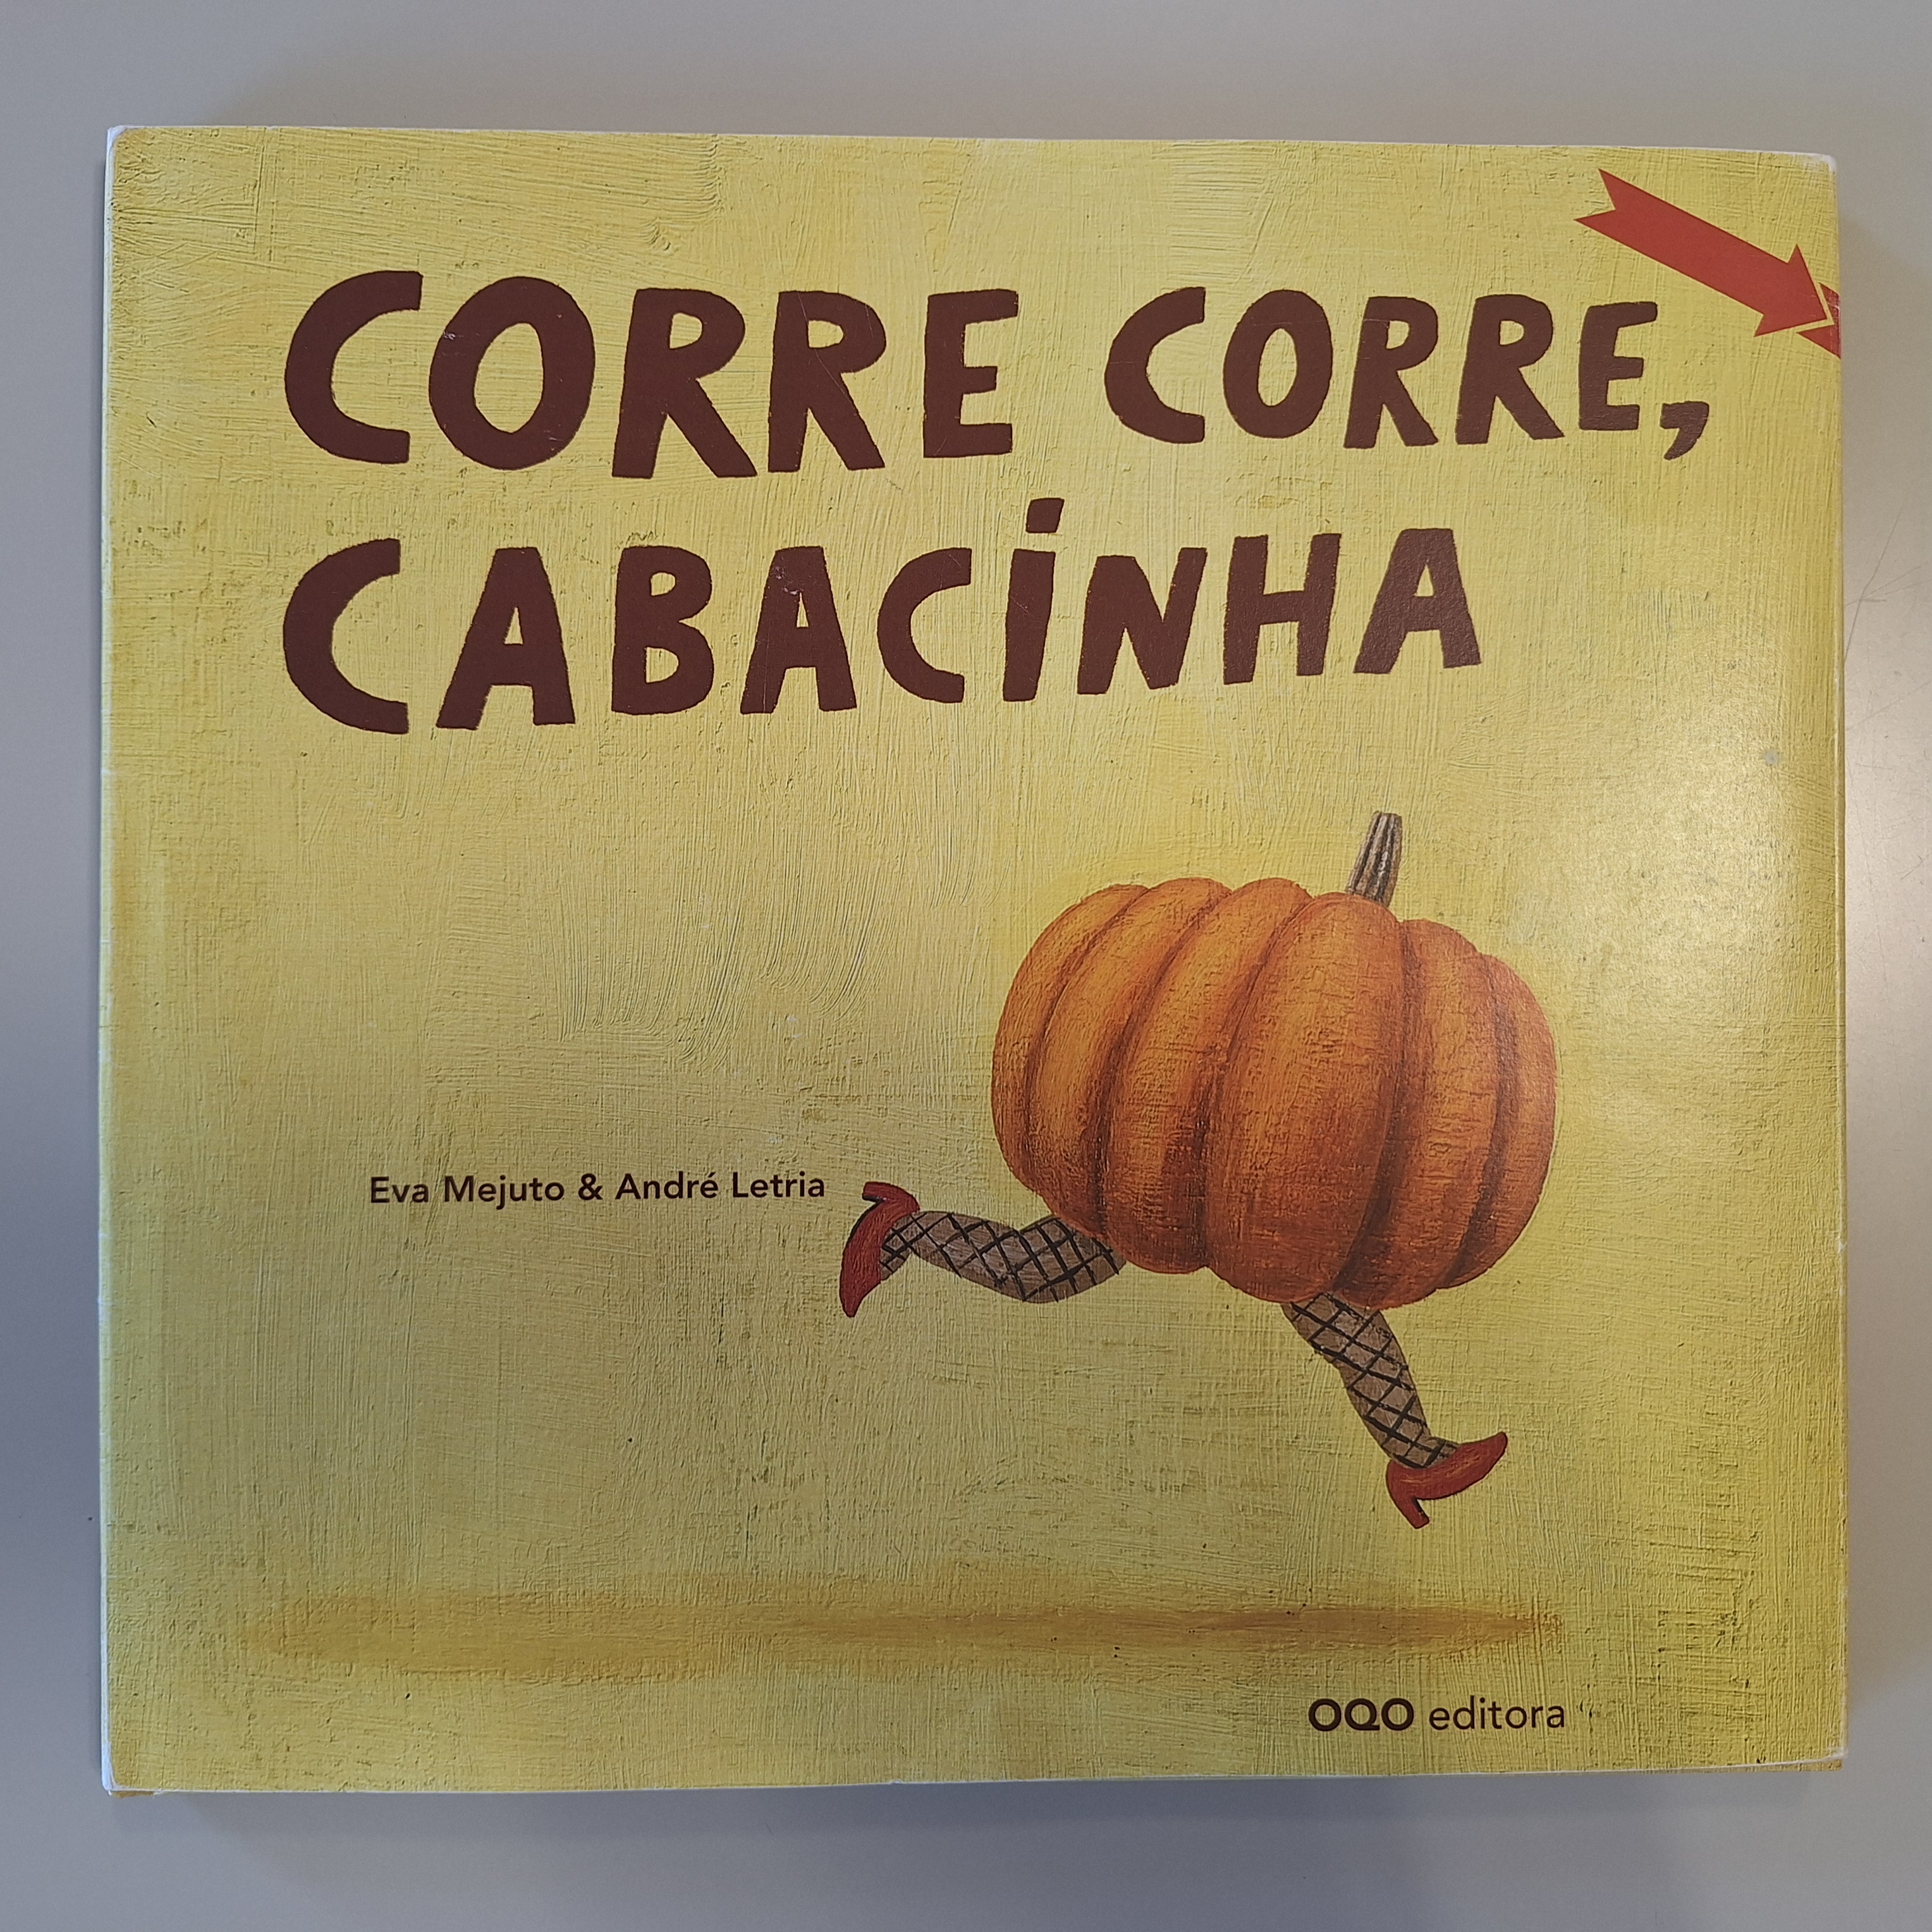 CORRE CORRE,
CABACINHA
Eva Mejuto & André Letria
OQO editora